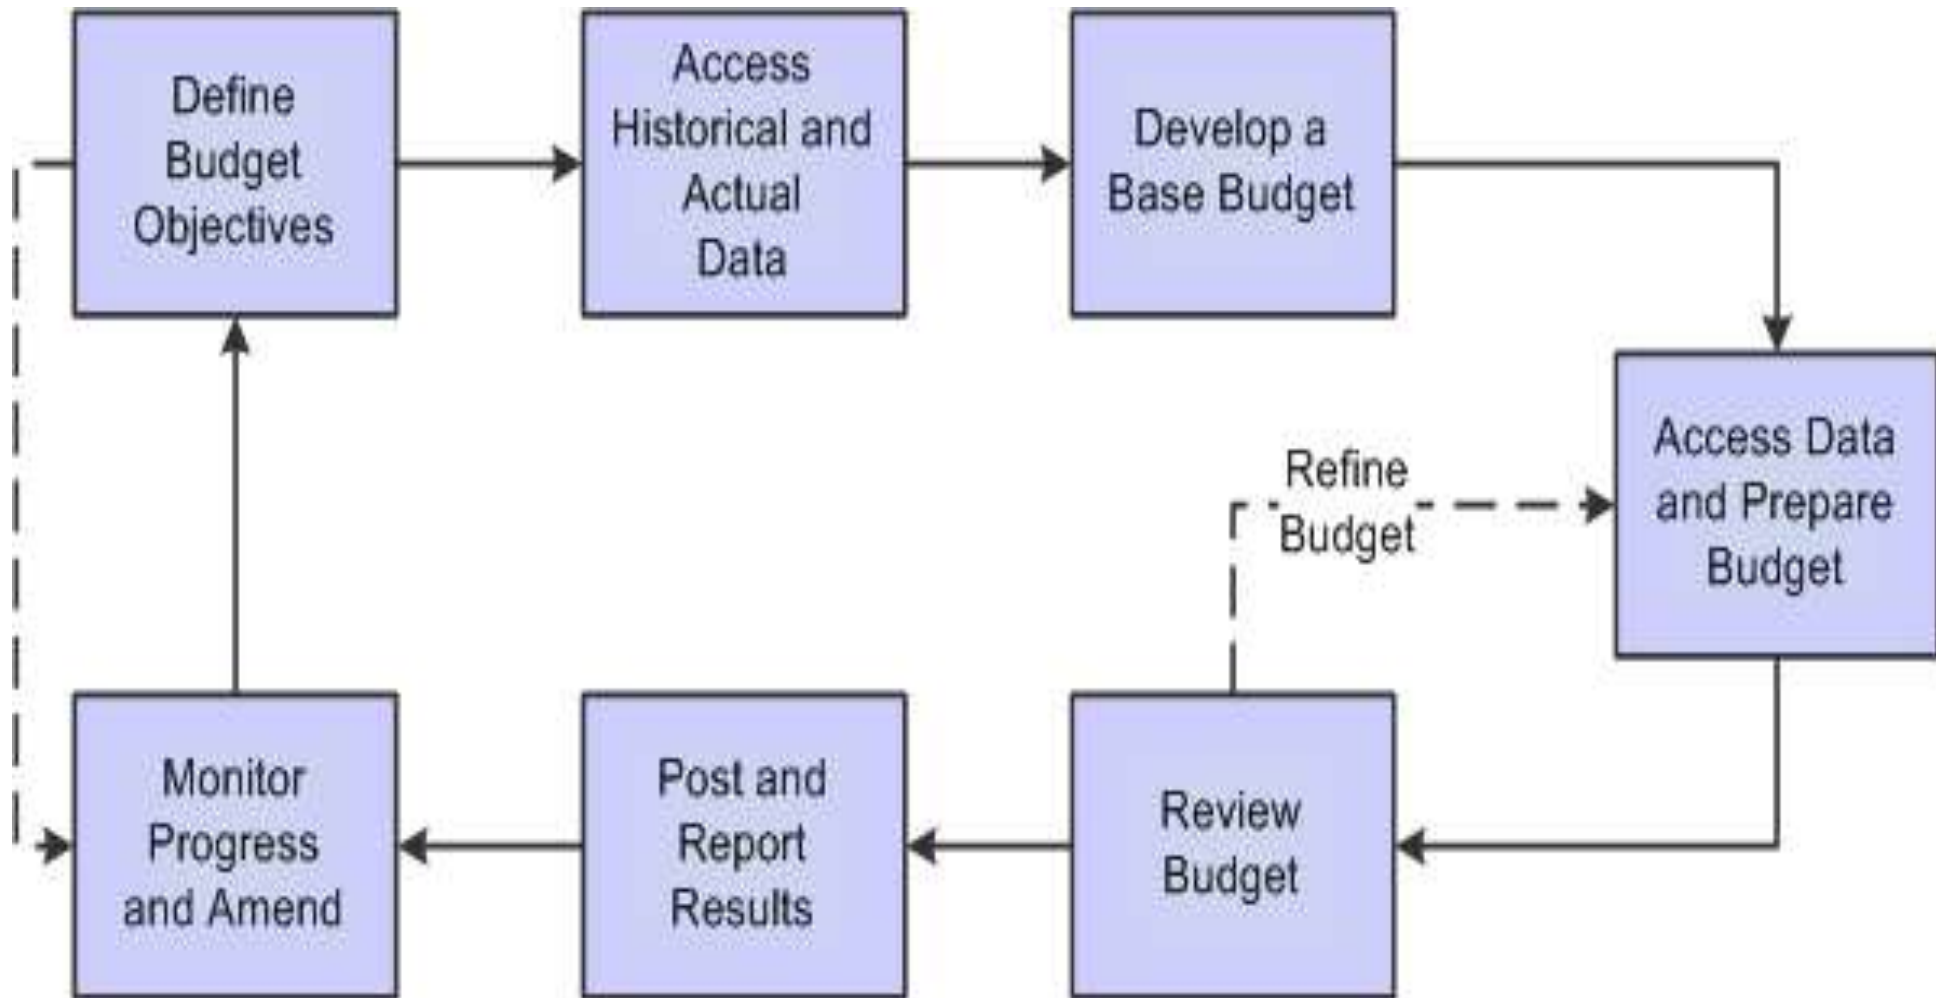 Define
Budget
Objectives
Access
Historical and
Actual
Data
Develop a
Base Budget
Access Data
and Prepare
Budget
Refine
Budget
Review
Budget
Post and
Report
Results
Monitor
Progress
and Amend